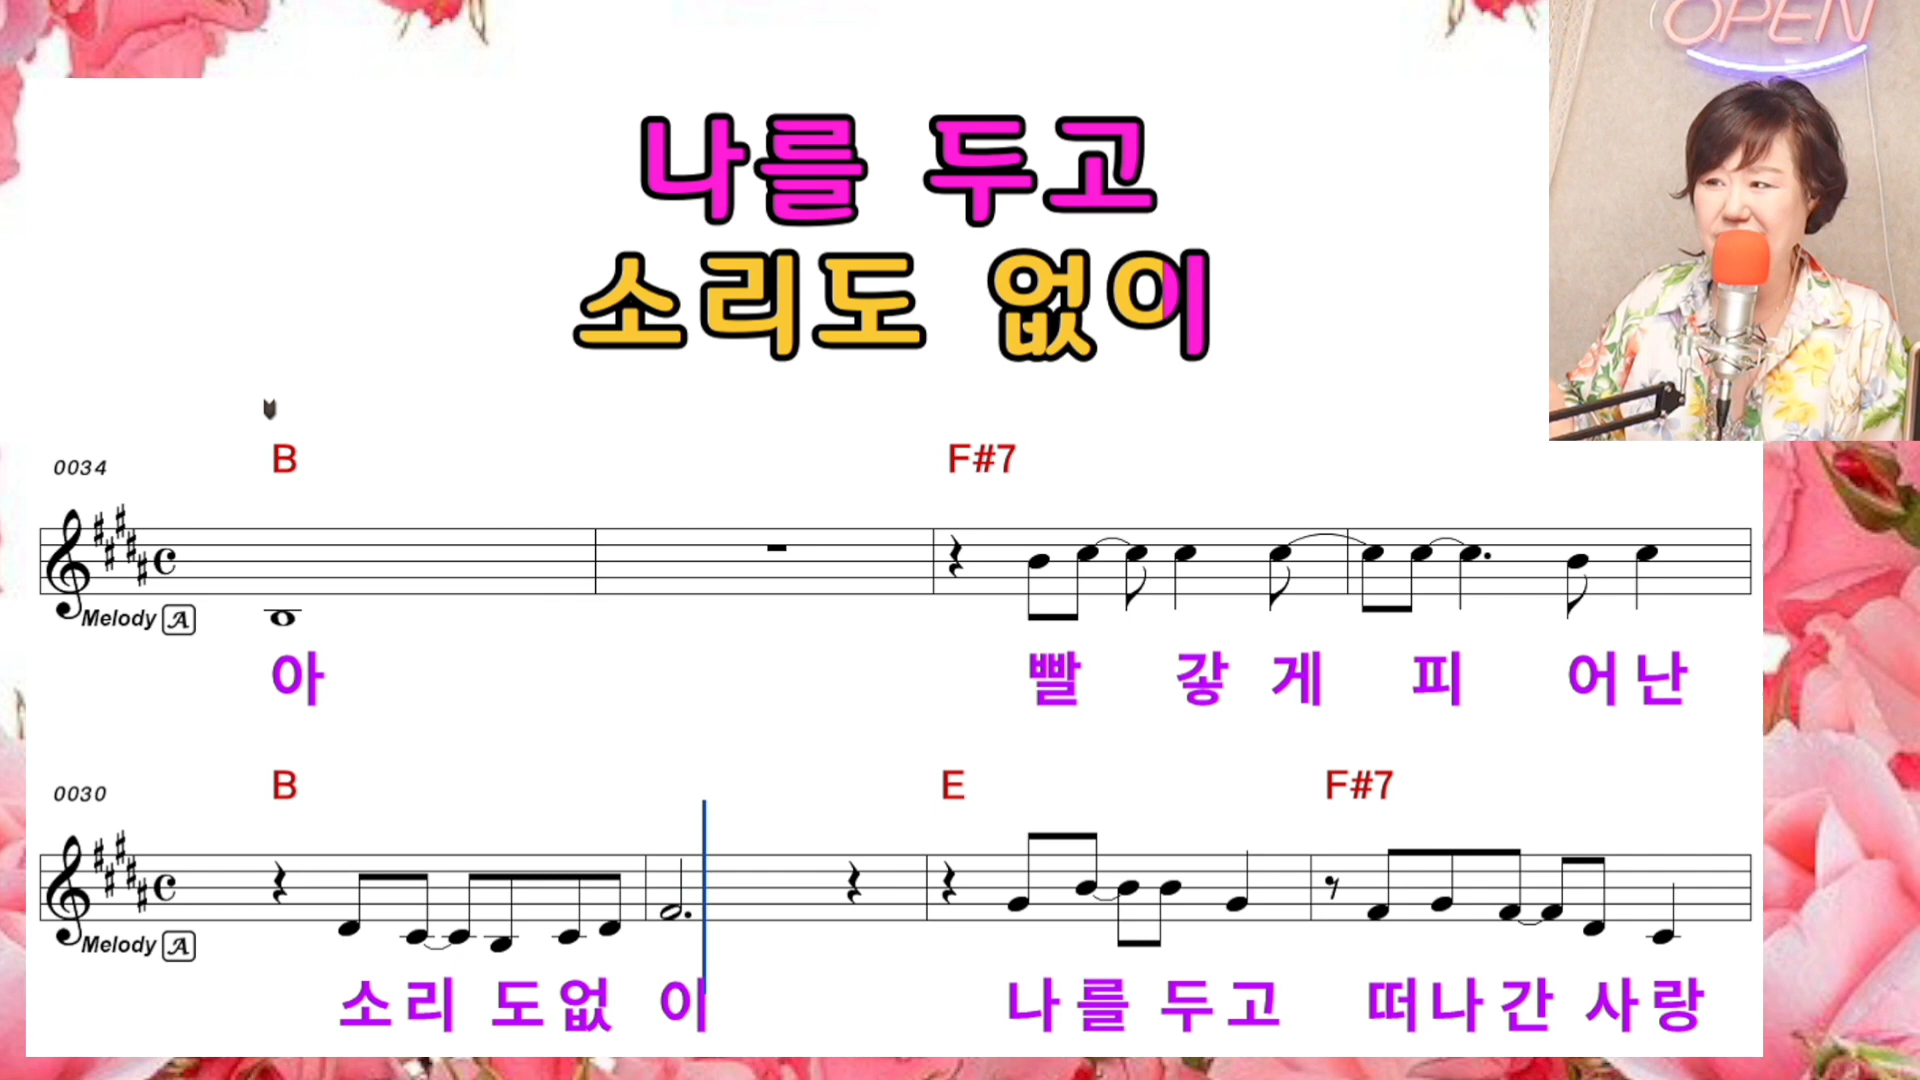 OPEN
나를 두고
소리도 없이
0034
B
F#7
Melody A
아 빨 갛 게 피 어 난
0030
B
E
F#7
Melody A
소 리 도 없 이 나 를 두 고 떠 나 간 사 랑